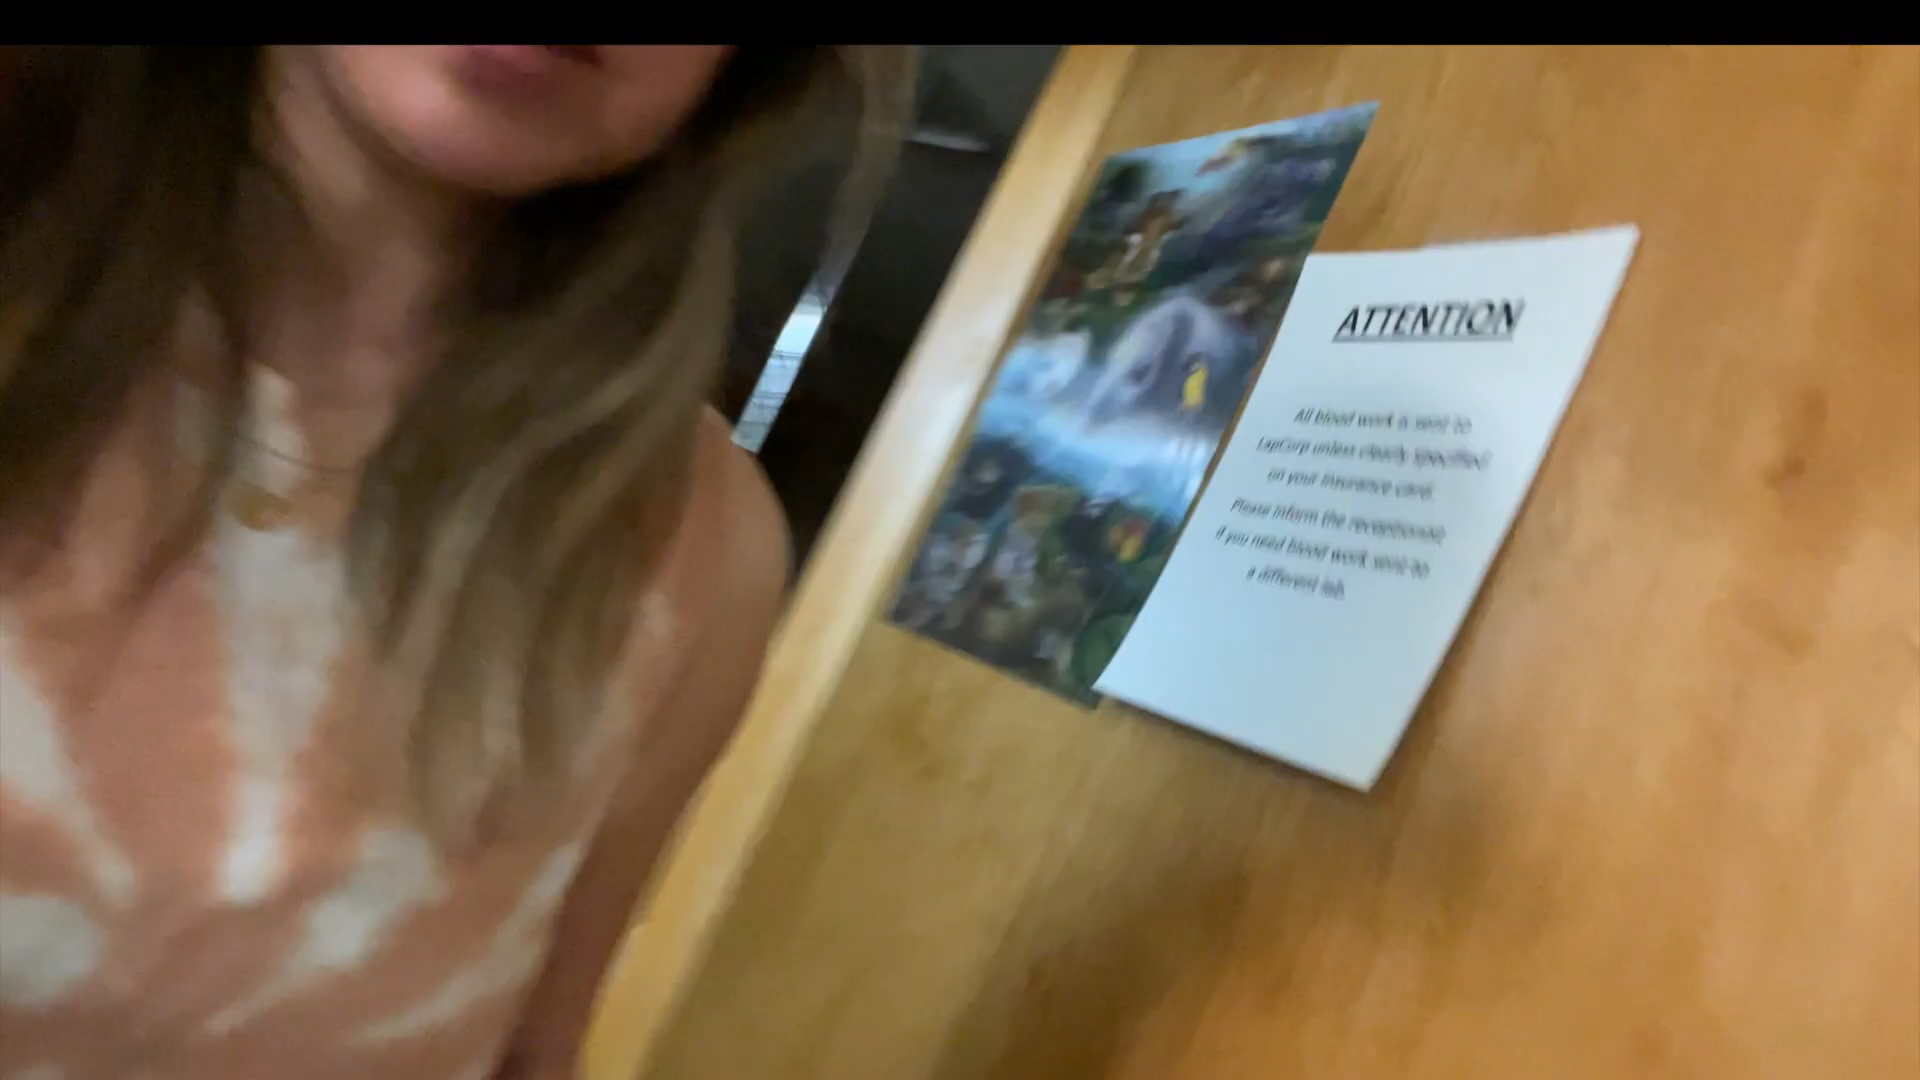 ATTENTION
All blood work is sent to
LapCorp unless clearly specified
on your insurance card.
Please inform the receptionist
if you need blood work sent to
a different lab.